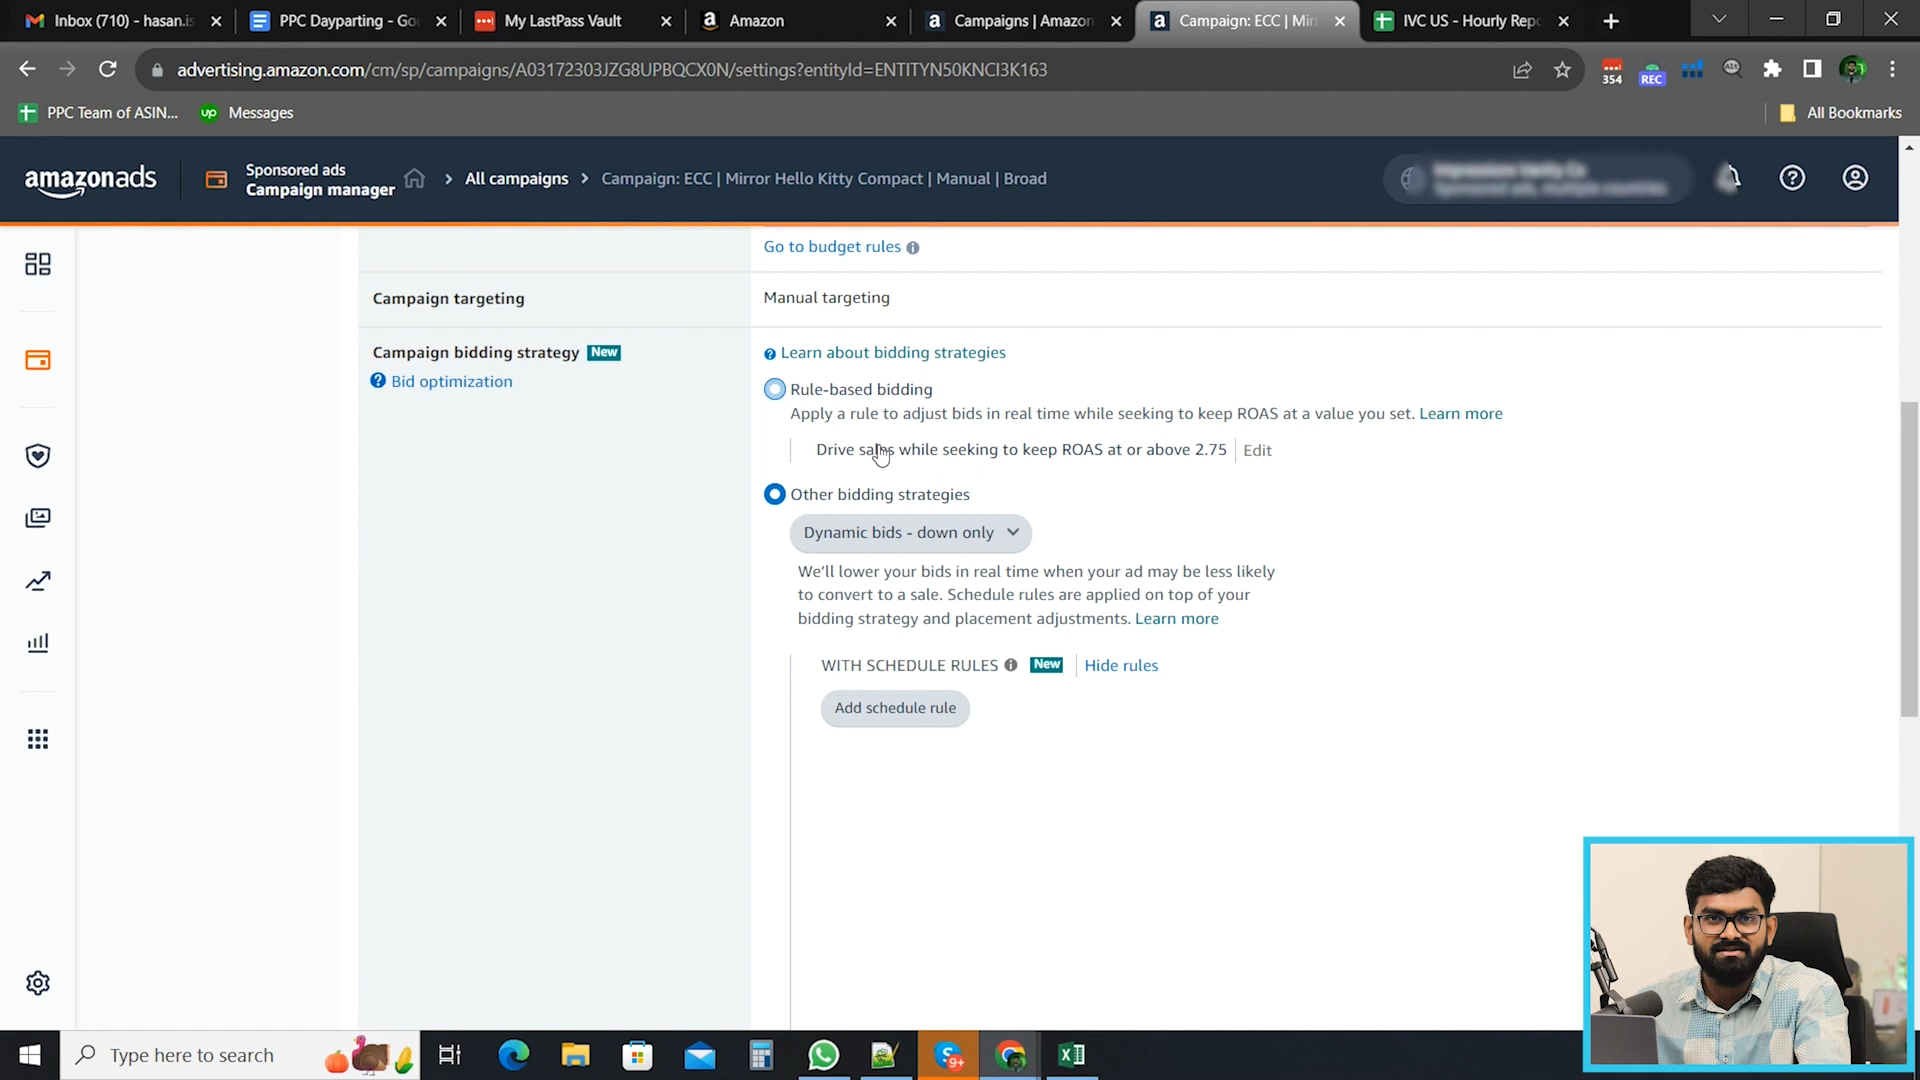 Inbox (710) - hasan.is
PPC Dayparting - Goo
My LastPass Vault
Amazon
Campaigns | Amazon
Campaign: ECC | Mirr
IVC US - Hourly Repo
advertising.amazon.com/cm/sp/campaigns/A03172303JZG8UPBQCX0N/settings?entityId=ENTITYN50KNCI3K163
354
REC
PPC Team of ASIN...
up Messages
All Bookmarks
amazonads
Sponsored ads
Campaign manager
All campaigns
Campaign: ECC | Mirror Hello Kitty Compact | Manual | Broad
Go to budget rules
Campaign targeting
Manual targeting
Campaign bidding strategy New
Bid optimization
Learn about bidding strategies
Rule-based bidding
Apply a rule to adjust bids in real time while seeking to keep ROAS at a value you set. Learn more
Drive sales while seeking to keep ROAS at or above 2.75 Edit
Other bidding strategies
Dynamic bids - down only
We'll lower your bids in real time when your ad may be less likely
to convert to a sale. Schedule rules are applied on top of your
bidding strategy and placement adjustments. Learn more
WITH SCHEDULE RULES New Hide rules
Add schedule rule
Type here to search
9+